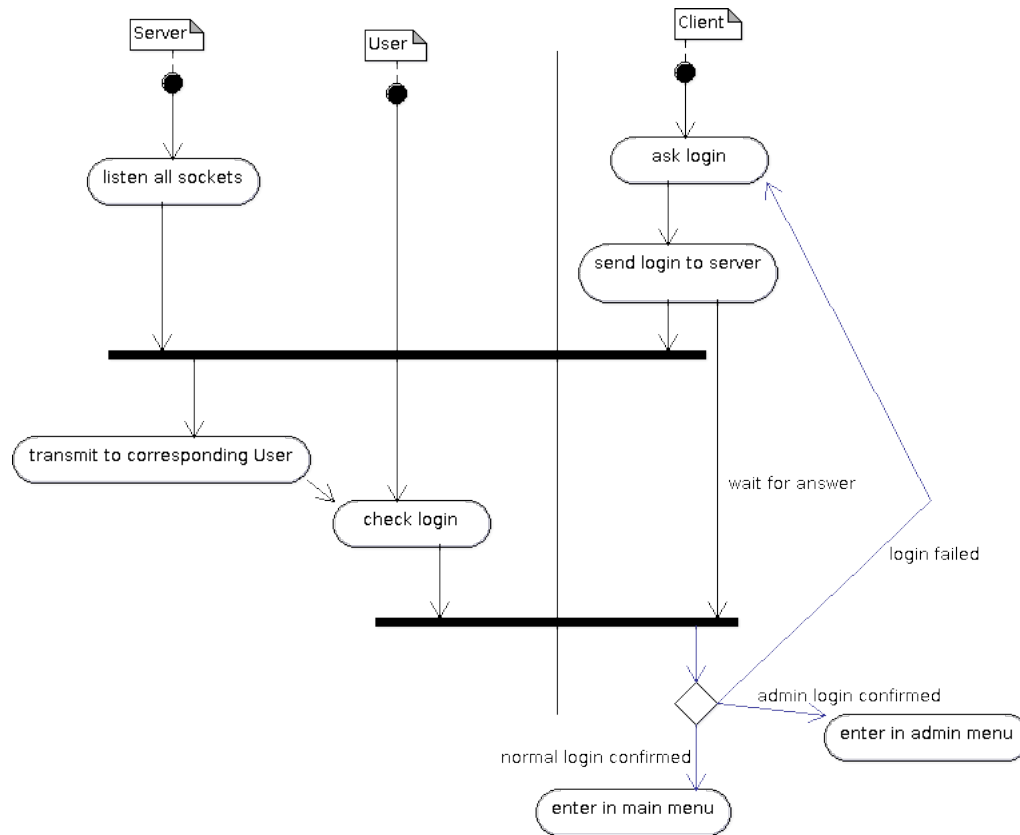 Server
User
Client
ask login
listen all sockets
send login to server
transmit to corresponding User
wait for answer
check login
login failed
admin login confirmed
enter in admin menu
normal login confirmed
enter in main menu